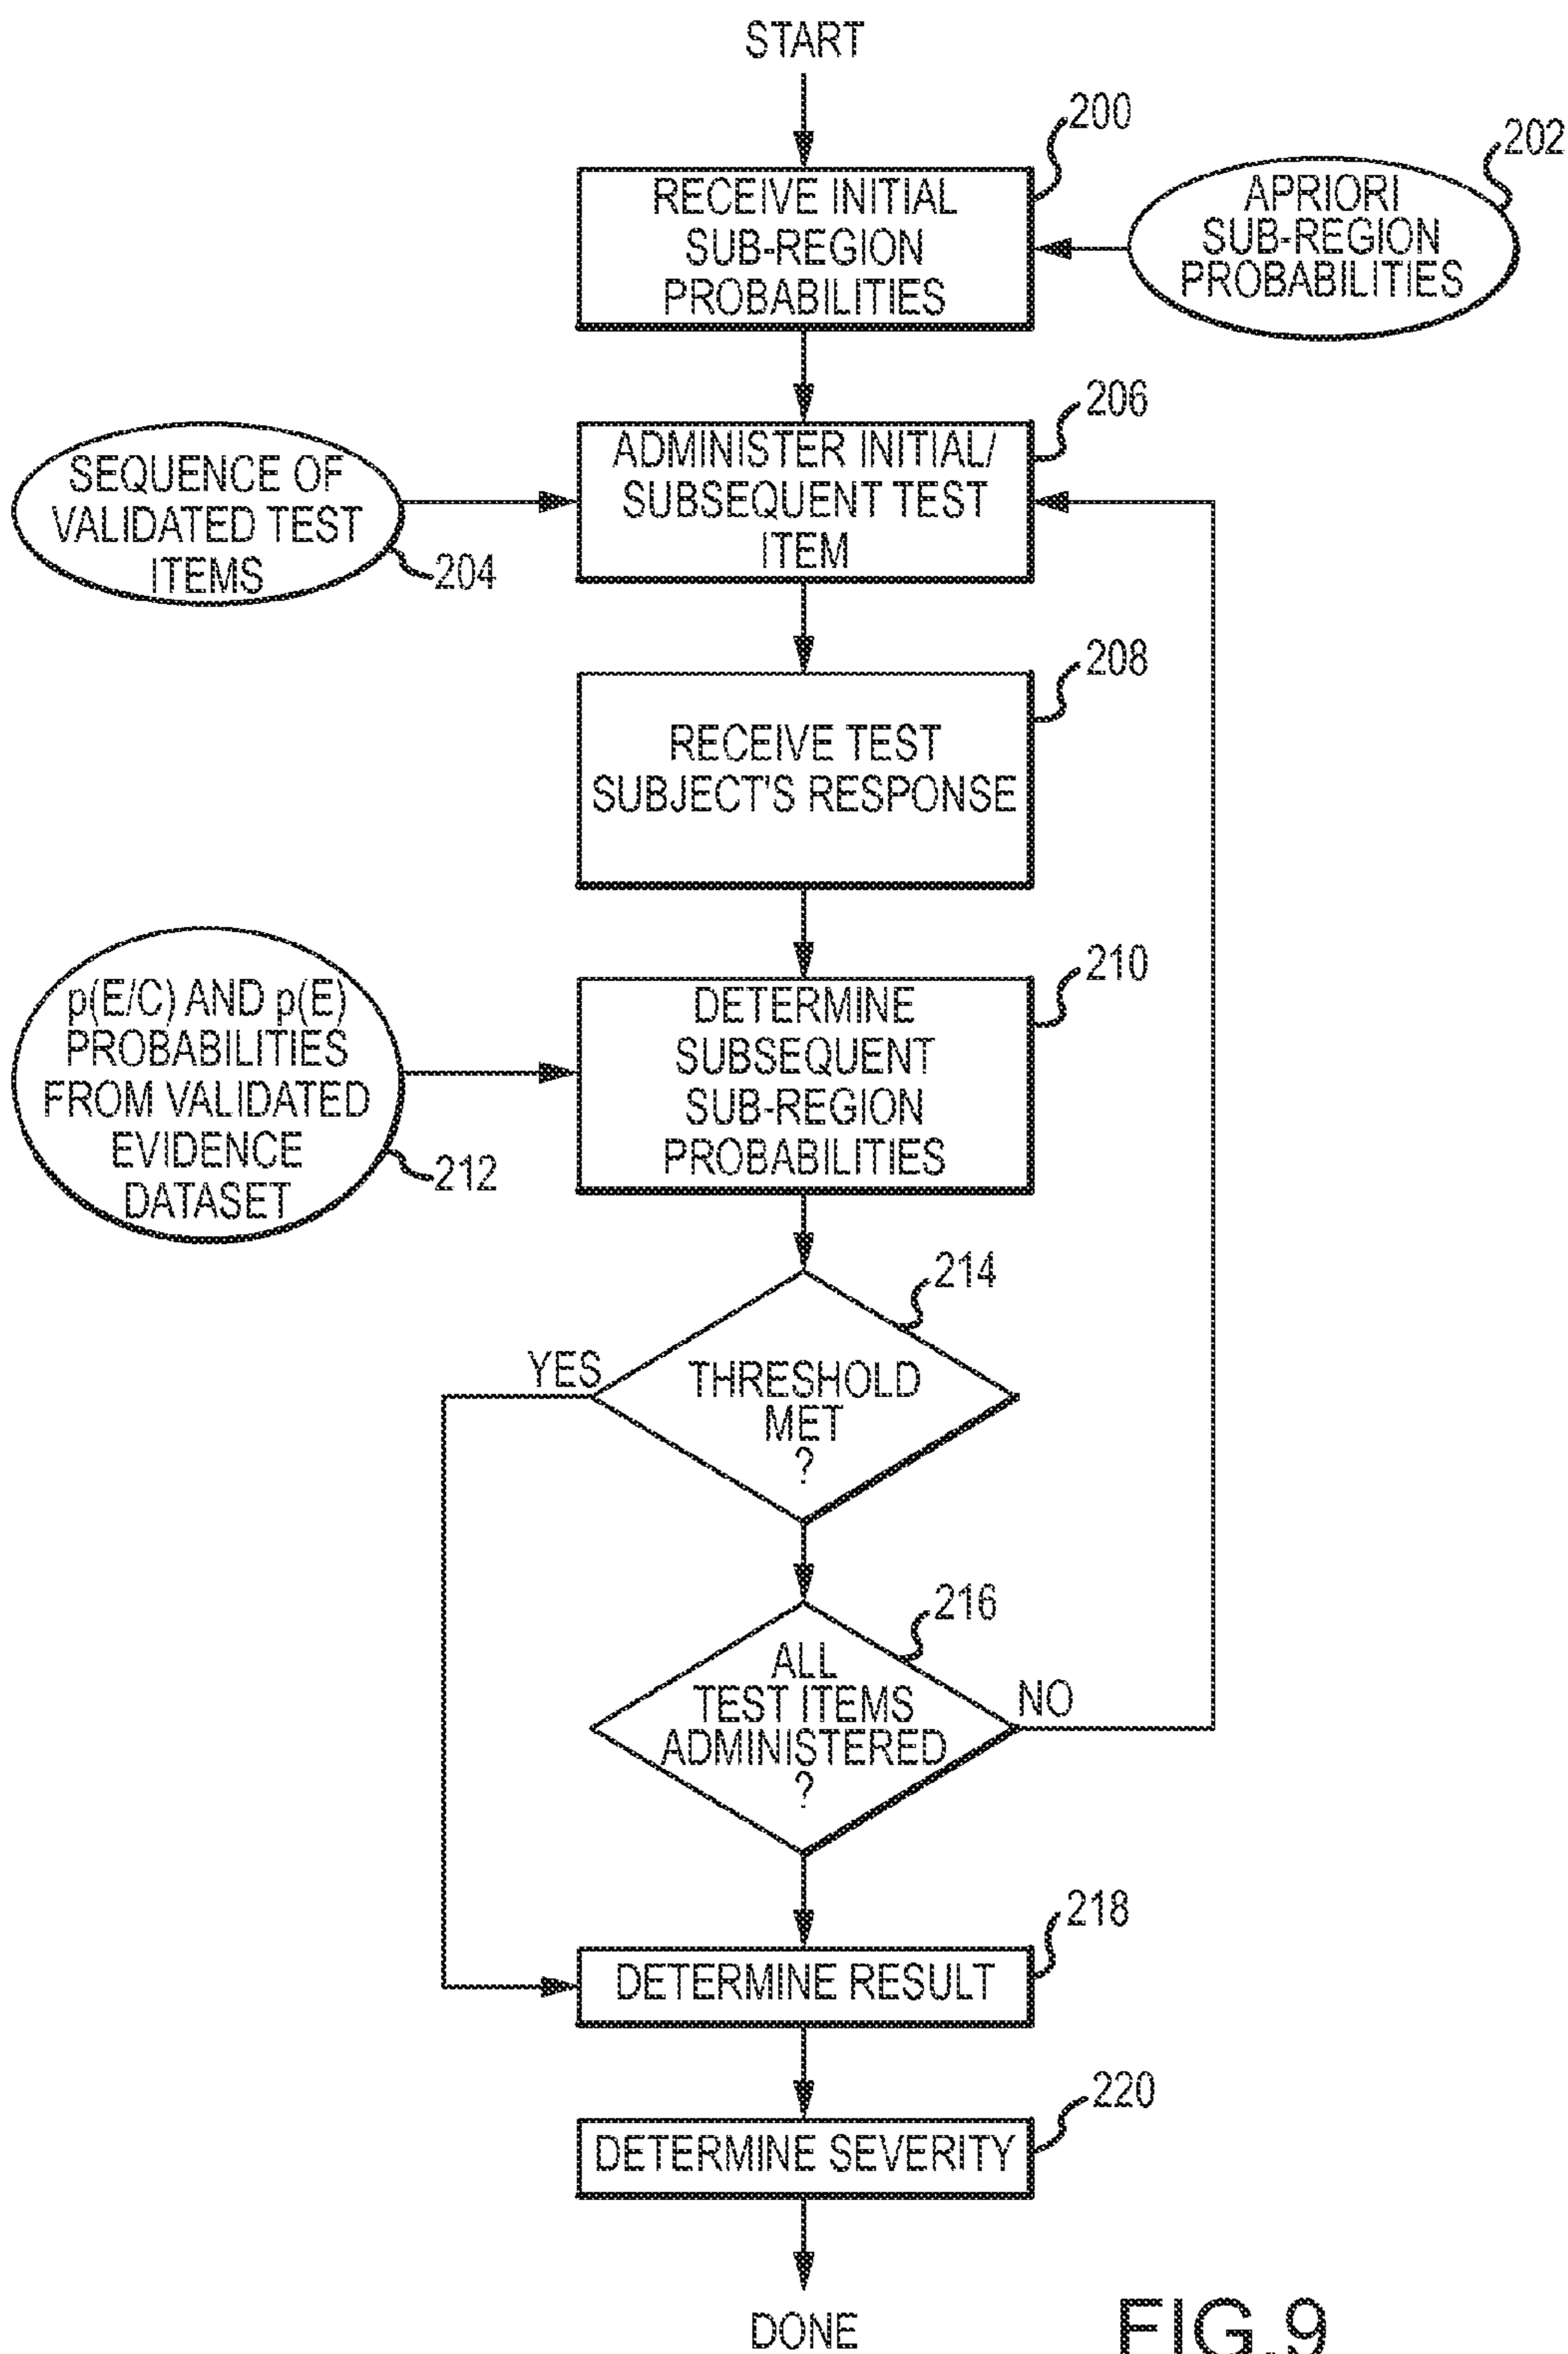 START
200
RECEIVE INITIAL
SUB-REGION
PROBABILITIES
202
APRIORI
SUB-REGION
PROBABILITIES
206
ADMINISTER INITIAL/
SUBSEQUENT TEST
ITEM
SEQUENCE OF
VALIDATED TEST
ITEMS
204
208
RECEIVE TEST
SUBJECT'S RESPONSE
210
DETERMINE
SUBSEQUENT
SUB-REGION
PROBABILITIES
p(E/C) AND p(E)
PROBABILITIES
FROM VALIDATED
EVIDENCE
DATASET
212
214
YES
THRESHOLD
MET
?
216
ALL
TEST ITEMS
ADMINISTERED
?
NO
218
DETERMINE RESULT
220
DETERMINE SEVERITY
DONE
FIG.9